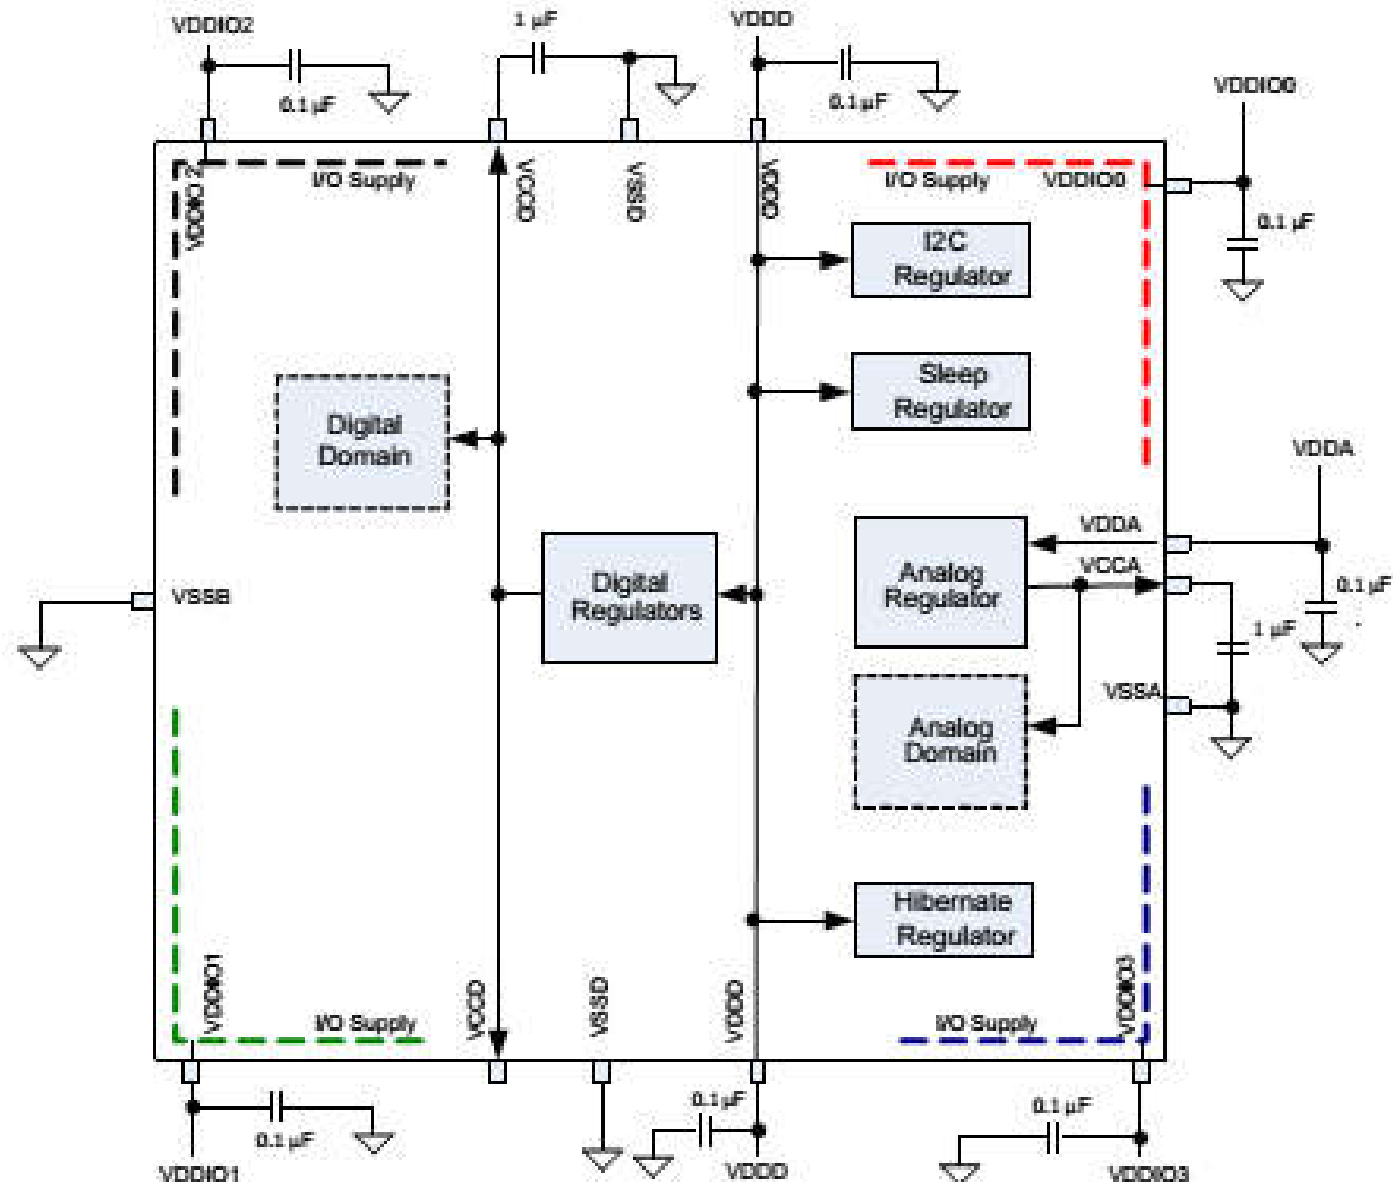 VDDIO2
1 µF
VDDD
0.1 µF
0.1 µF
VDDIO0
I/O Supply
VDDIO 2
VCCD
VSSD
VDDD
I/O Supply
VDDIO0
0.1 µF
I2C
Regulator
Sleep
Regulator
Digital
Domain
VDDA
VDDA
VCCA
Analog
Regulator
0.1 µF
Digital
Regulators
VSSB
1 µF
VSSA
Analog
Domain
Hibernate
Regulator
VDDIO1
I/O Supply
VCCD
VSSD
VDDD
I/O Supply
VDDIO3
0.1 µF
0.1 µF
0.1 µF
VDDIO1
VDDD
VDDIO3